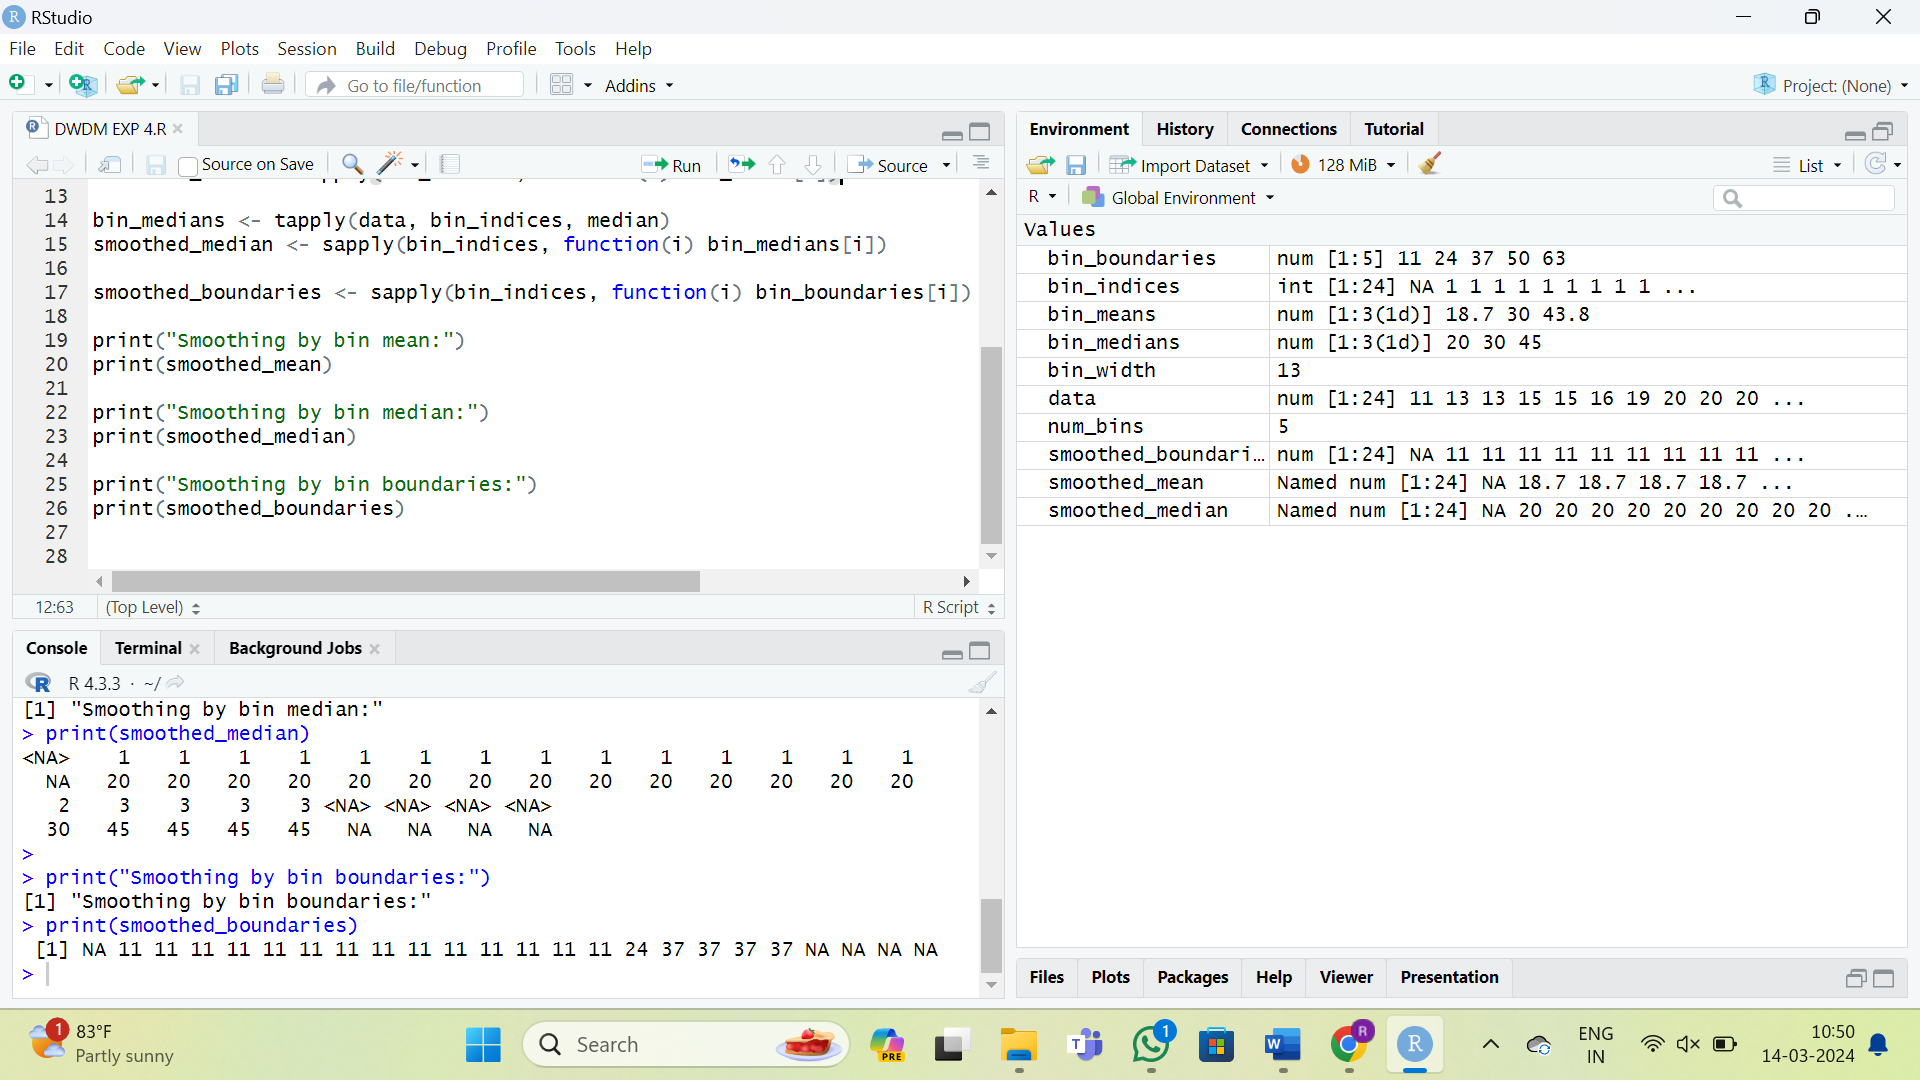 RStudio
File Edit Code View Plots Session Build Debug Profile Tools Help
Go to file/function Addins Project: (None)
DWDM EXP 4.R
Source on Save Run Source
13
14 bin_medians <- tapply(data, bin_indices, median)
15 smoothed_median <- sapply(bin_indices, function(i) bin_medians[i])
16
17 smoothed_boundaries <- sapply(bin_indices, function(i) bin_boundaries[i])
18
19 print("Smoothing by bin mean:")
20 print(smoothed_mean)
21
22 print("Smoothing by bin median:")
23 print(smoothed_median)
24
25 print("Smoothing by bin boundaries:")
26 print(smoothed_boundaries)
27
28
12:63 (Top Level) R Script
Console Terminal Background Jobs
R 4.3.3 · ~/
[1] "Smoothing by bin median:"
> print(smoothed_median)
<NA> 1 1 1 1 1 1 1 1 1 1 1 1 1 1
NA 20 20 20 20 20 20 20 20 20 20 20 20 20 20
2 3 3 3 3 <NA> <NA> <NA> <NA>
30 45 45 45 45 NA NA NA NA
>
> print("Smoothing by bin boundaries:")
[1] "Smoothing by bin boundaries:"
> print(smoothed_boundaries)
[1] NA 11 11 11 11 11 11 11 11 11 11 11 11 11 11 24 37 37 37 37 NA NA NA NA
>
Environment History Connections Tutorial
Import Dataset 128 MiB List
R Global Environment
Values
bin_boundaries num [1:5] 11 24 37 50 63
bin_indices int [1:24] NA 1 1 1 1 1 1 1 1 1 ...
bin_means num [1:3(1d)] 18.7 30 43.8
bin_medians num [1:3(1d)] 20 30 45
bin_width 13
data num [1:24] 11 13 13 15 15 16 19 20 20 20 ...
num_bins 5
smoothed_boundari… num [1:24] NA 11 11 11 11 11 11 11 11 11 ...
smoothed_mean Named num [1:24] NA 18.7 18.7 18.7 18.7 ...
smoothed_median Named num [1:24] NA 20 20 20 20 20 20 20 20 20 .…
Files Plots Packages Help Viewer Presentation
1 83°F
Partly sunny
Search
PRE
1
R
ENG
IN
10:50
14-03-2024